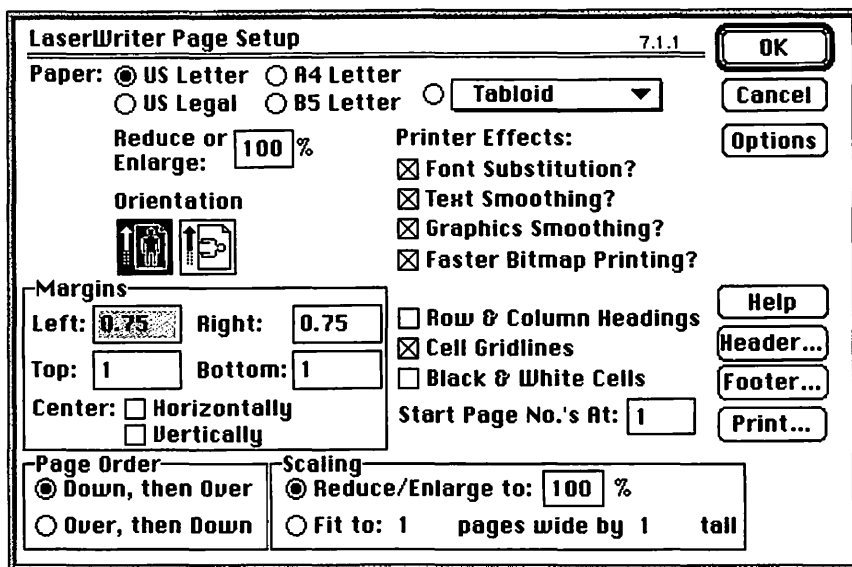 LaserWriter Page Setup 7.1.1 OK
Paper: US Letter A4 Letter
US Legal B5 Letter Tabloid Cancel
Reduce or Enlarge: 100 % Printer Effects: Options
Font Substitution?
Orientation Text Smoothing?
Graphics Smoothing?
Faster Bitmap Printing?
Margins
Left: 0.75 Right: 0.75 Row & Column Headings Help
Cell Gridlines Header...
Top: 1 Bottom: 1 Black & White Cells Footer...
Center: Horizontally Start Page No.'s At: 1 Print...
Vertically
Page Order Scaling
Down, then Over Reduce/Enlarge to: 100 %
Over, then Down Fit to: 1 pages wide by 1 tall